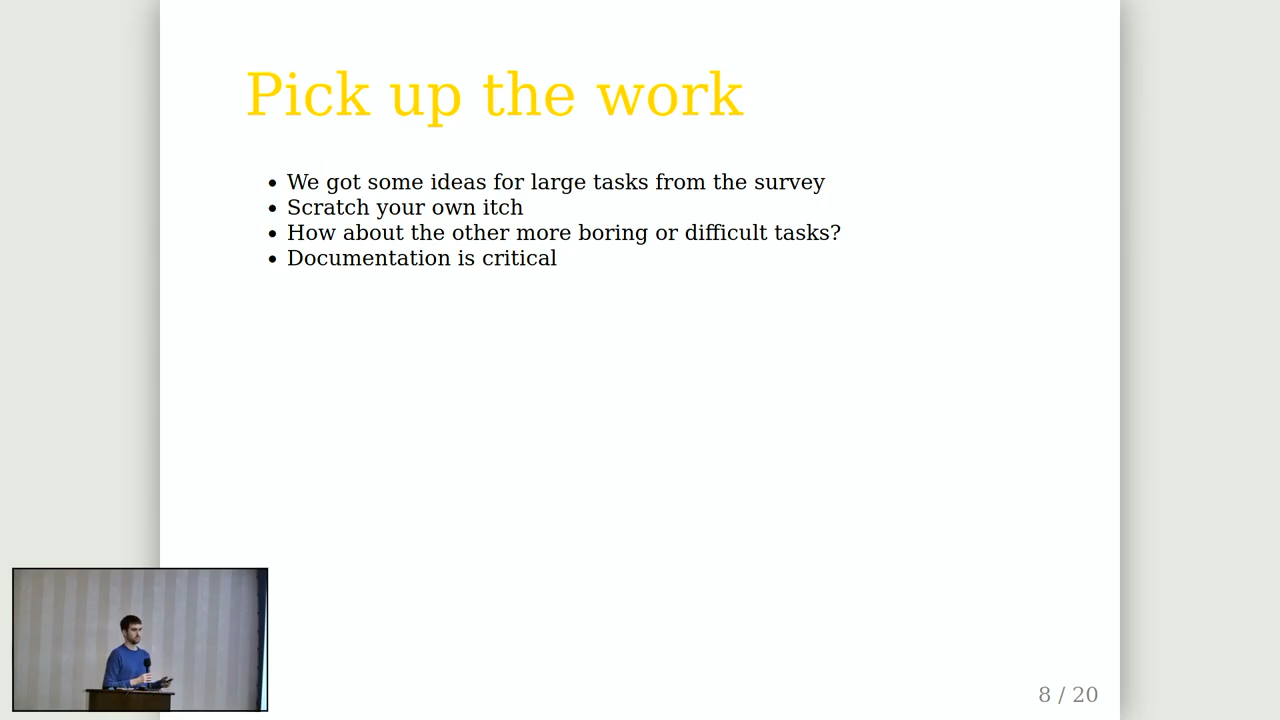 Pick up the work
We got some ideas for large tasks from the survey
Scratch your own itch
How about the other more boring or difficult tasks?
Documentation is critical
8 / 20